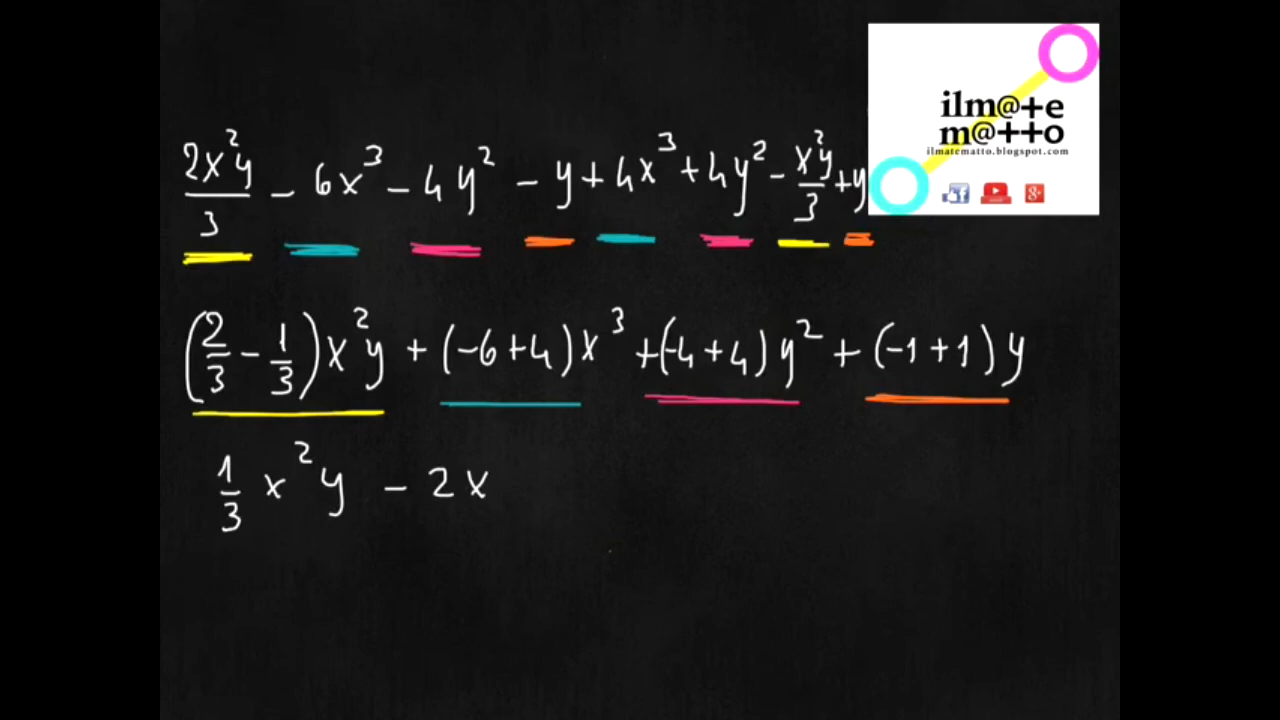 ilm@+e
m@++o
ilmatematto.blogspot.com
f
g+
2x²y/3 - 6x³ - 4y² - y + 4x³ + 4y² - x²y/3 + y
(2/3 - 1/3)x²y + (-6+4)x³ + (-4+4)y² + (-1+1)y
1/3 x²y - 2x